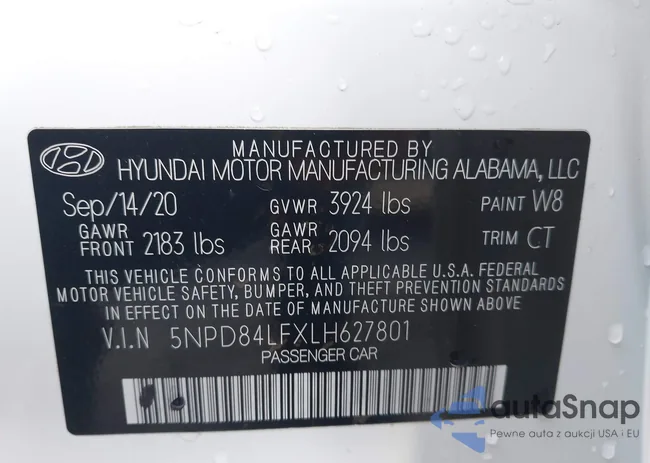 MANUFACTURED BY
HYUNDAI MOTOR MANUFACTURING ALABAMA, LLC
Sep/14/20 GVWR 3924 lbs PAINT W8
GAWR FRONT 2183 lbs GAWR REAR 2094 lbs TRIM CT
THIS VEHICLE CONFORMS TO ALL APPLICABLE U.S.A. FEDERAL
MOTOR VEHICLE SAFETY, BUMPER, AND THEFT PREVENTION STANDARDS
IN EFFECT ON THE DATE OF MANUFACTURE SHOWN ABOVE
V.I.N 5NPD84LFXLH627801
PASSENGER CAR
autaSnap
Pewne auta z aukcji USA i EU